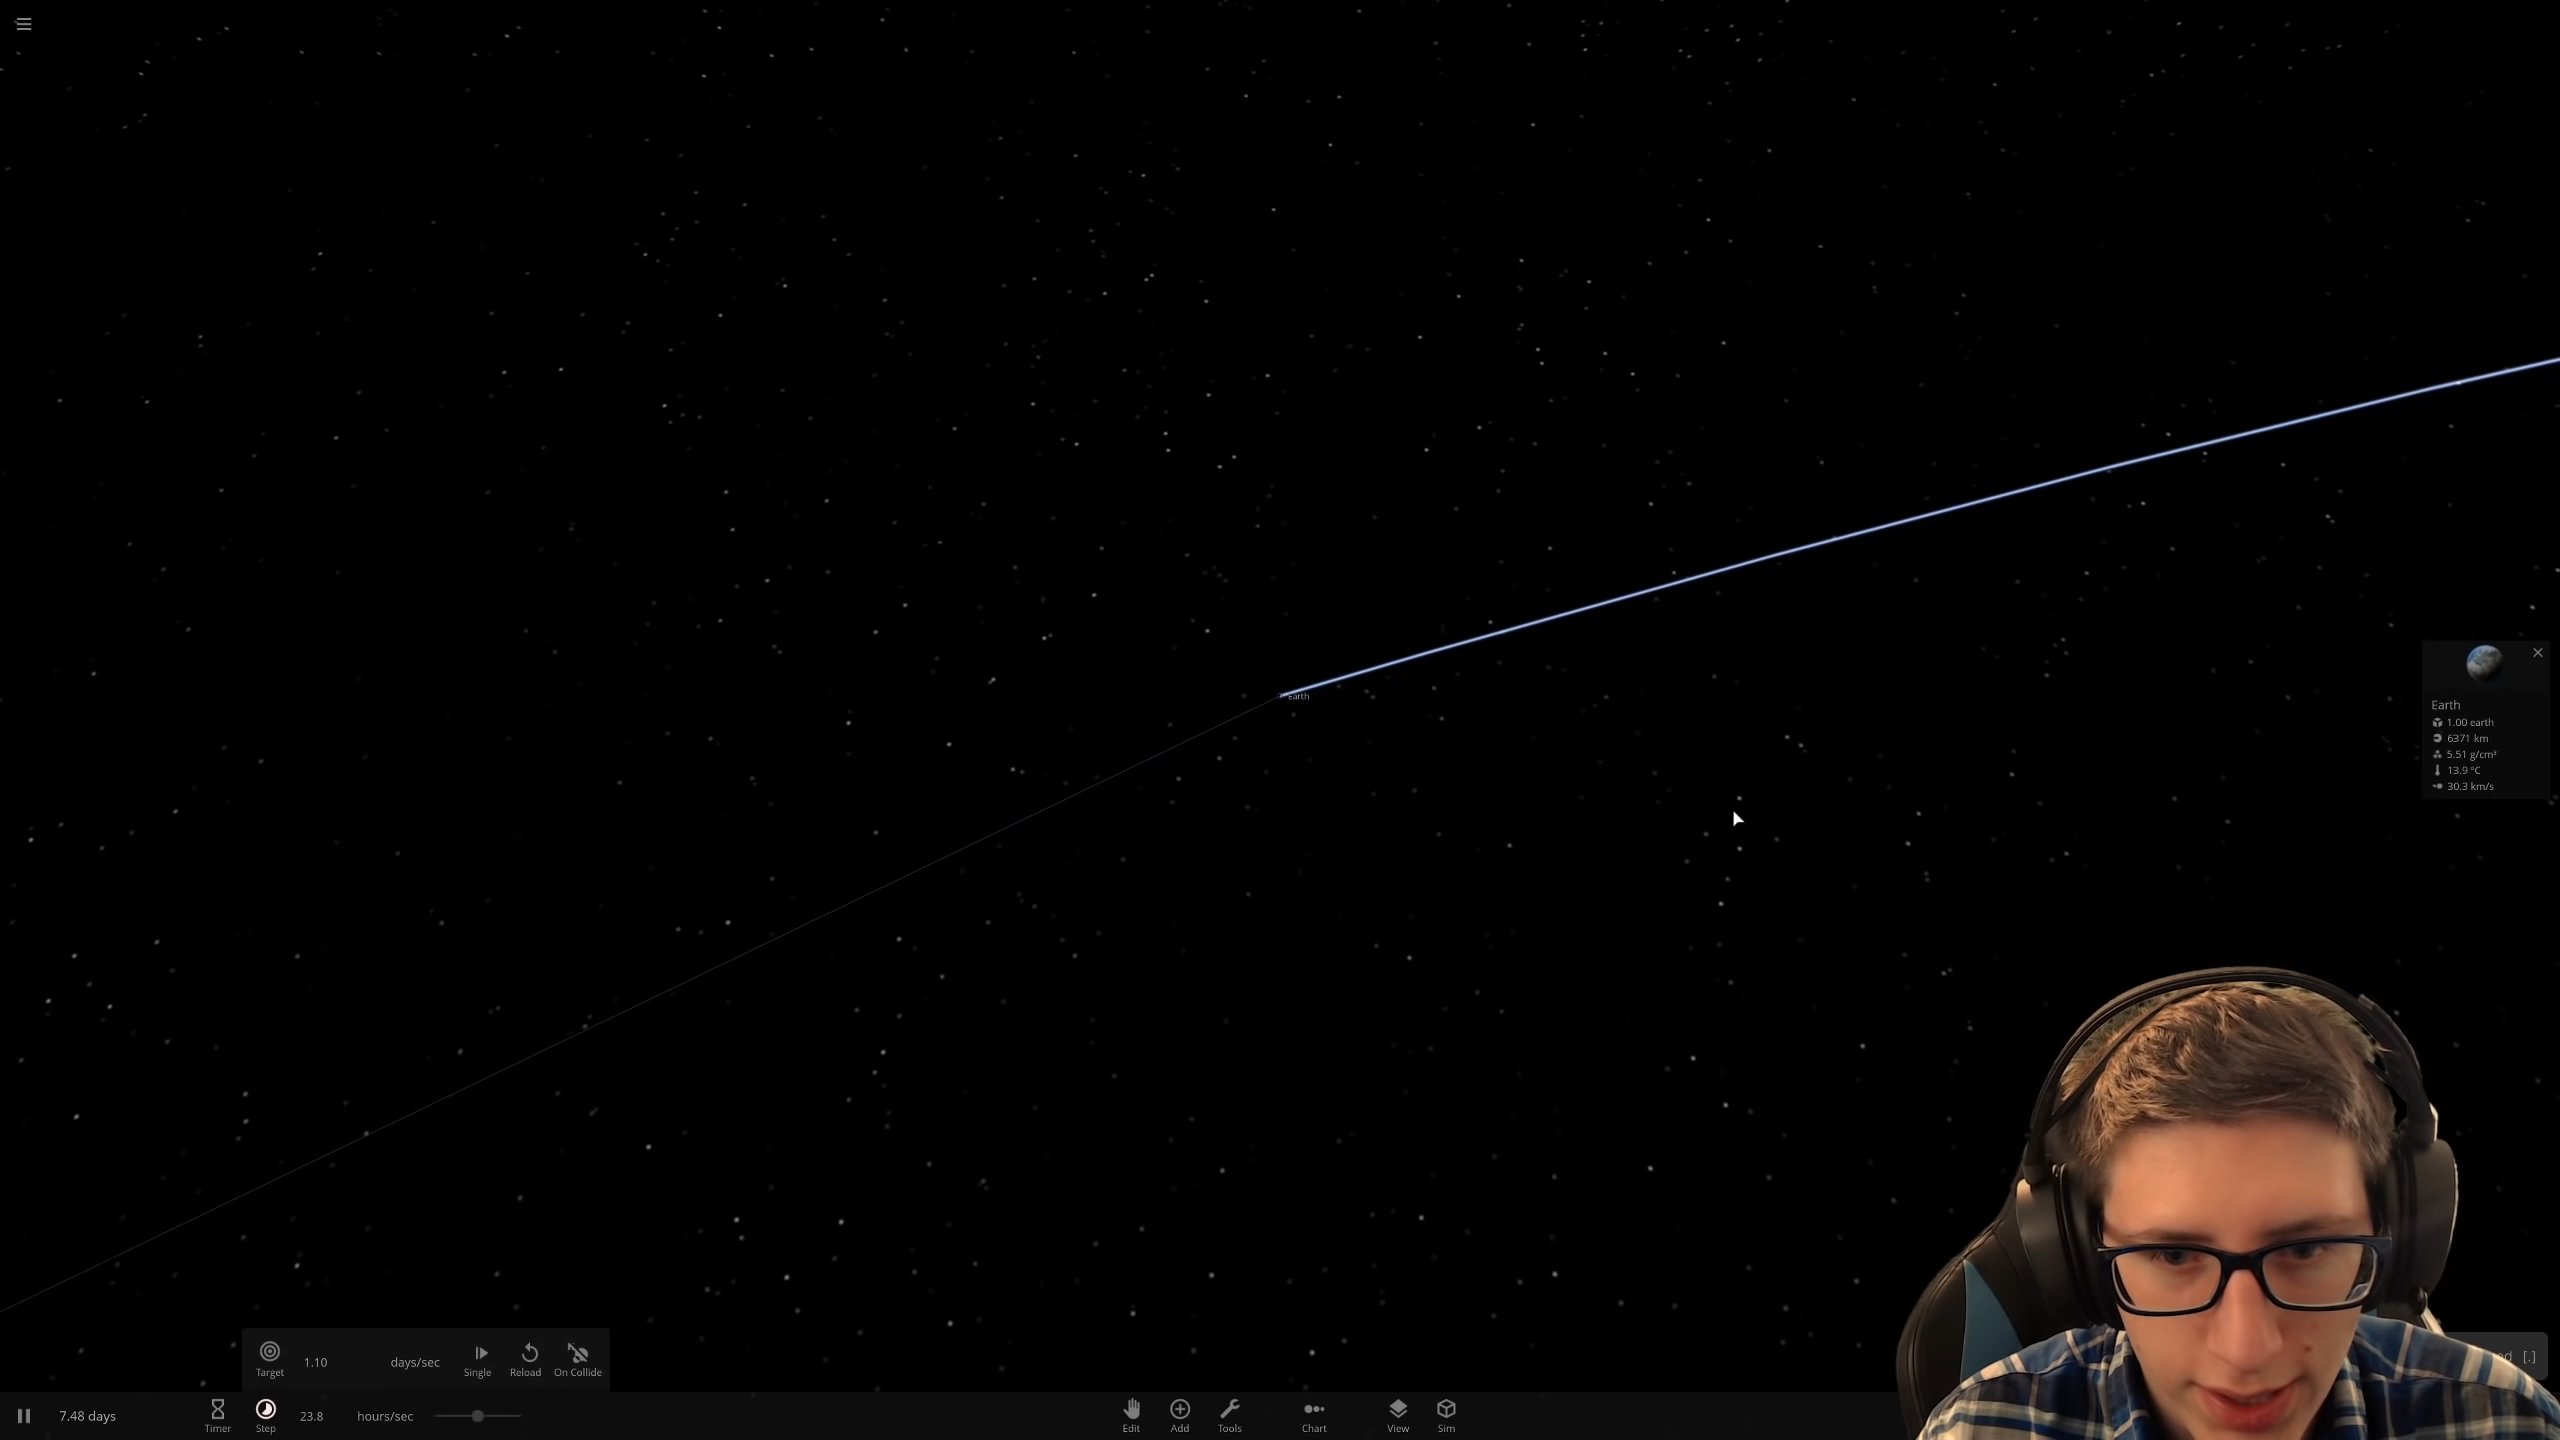 Earth
Earth
1.00 earth
6371 km
5.51 g/cm³
13.9 °C
30.3 km/s
Target
1.10
days/sec
Single
Reload
On Collide
[.]
7.48 days
Timer
Step
23.8
hours/sec
Edit
Add
Tools
Chart
View
Sim